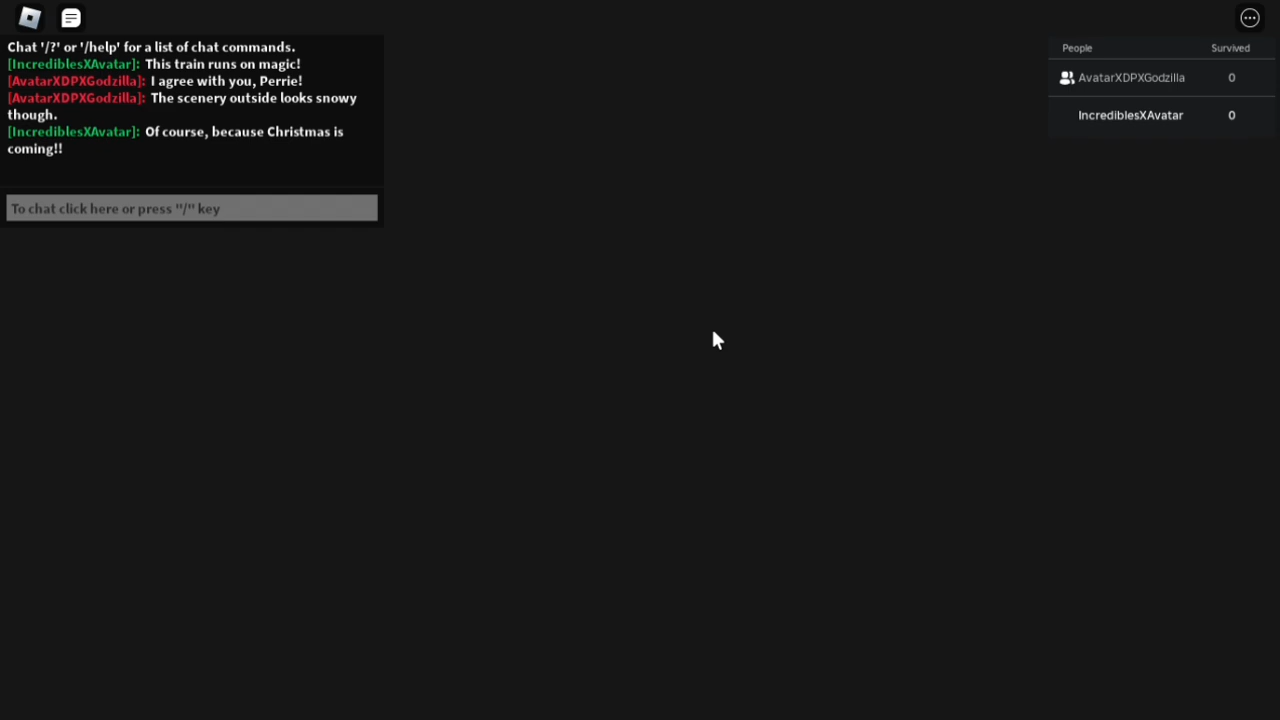 Chat '/?' or '/help' for a list of chat commands.
[IncrediblesXAvatar]: This train runs on magic!
[AvatarXDPXGodzilla]: I agree with you, Perrie!
[AvatarXDPXGodzilla]: The scenery outside looks snowy
though.
[IncrediblesXAvatar]: Of course, because Christmas is
coming!!
To chat click here or press "/" key
People Survived
AvatarXDPXGodzilla 0
IncrediblesXAvatar 0